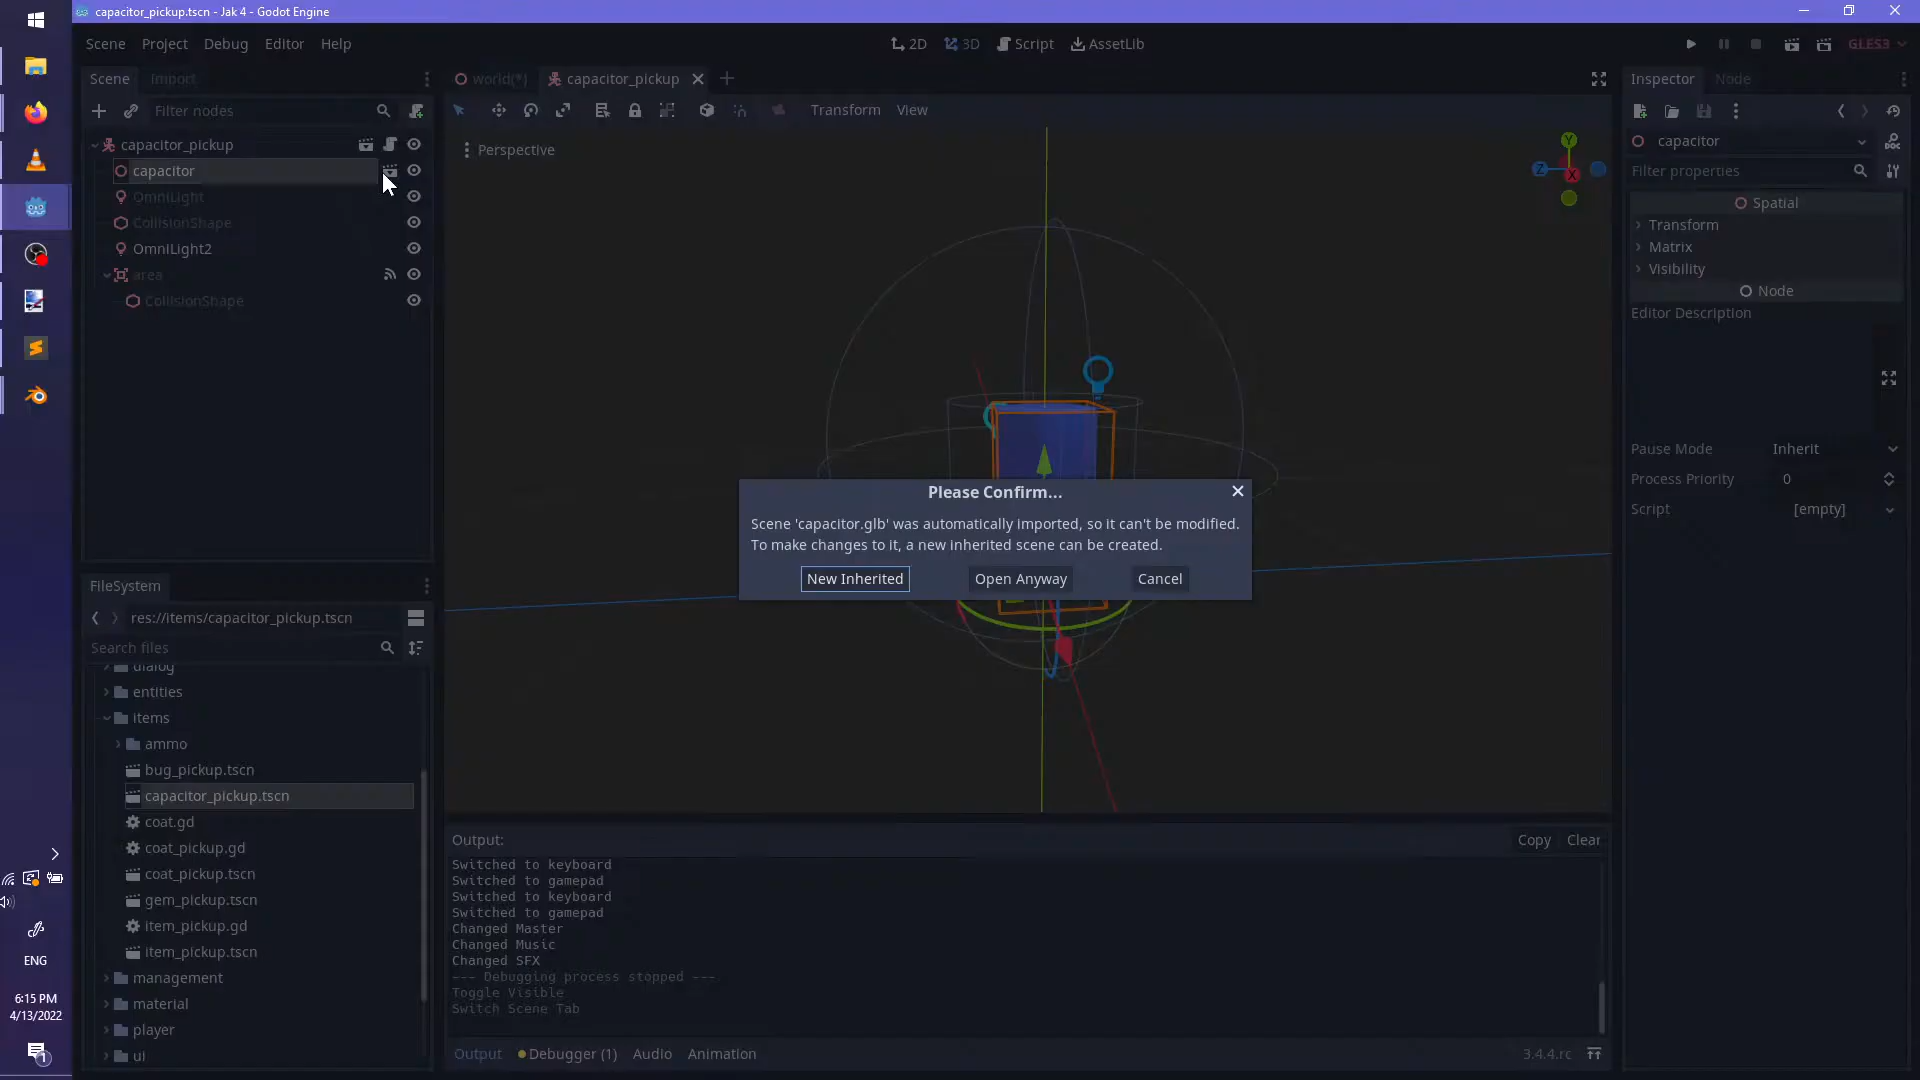 capacitor_pickup.tscn - Jak 4 - Godot Engine
Scene Project Debug Editor Help
2D 3D Script AssetLib
GLES3
Scene Import
Filter nodes
capacitor_pickup
capacitor
OmniLight
CollisionShape
OmniLight2
area
CollisionShape
world(*) capacitor_pickup
Transform View
Perspective
Y
Z
X
Please Confirm...
Scene 'capacitor.glb' was automatically imported, so it can't be modified.
To make changes to it, a new inherited scene can be created.
New Inherited Open Anyway Cancel
Inspector Node
capacitor
Filter properties
Spatial
Transform
Matrix
Visibility
Node
Editor Description
Pause Mode Inherit
Process Priority 0
Script [empty]
FileSystem
res://items/capacitor_pickup.tscn
Search files
dialog
entities
items
ammo
bug_pickup.tscn
capacitor_pickup.tscn
coat.gd
coat_pickup.gd
coat_pickup.tscn
gem_pickup.tscn
item_pickup.gd
item_pickup.tscn
management
material
player
ui
Output:
Copy Clear
Switched to keyboard
Switched to gamepad
Switched to keyboard
Switched to gamepad
Changed Master
Changed Music
Changed SFX
--- Debugging process stopped ---
Toggle Visible
Switch Scene Tab
Output Debugger (1) Audio Animation
3.4.4.rc
ENG
6:15 PM
4/13/2022
1